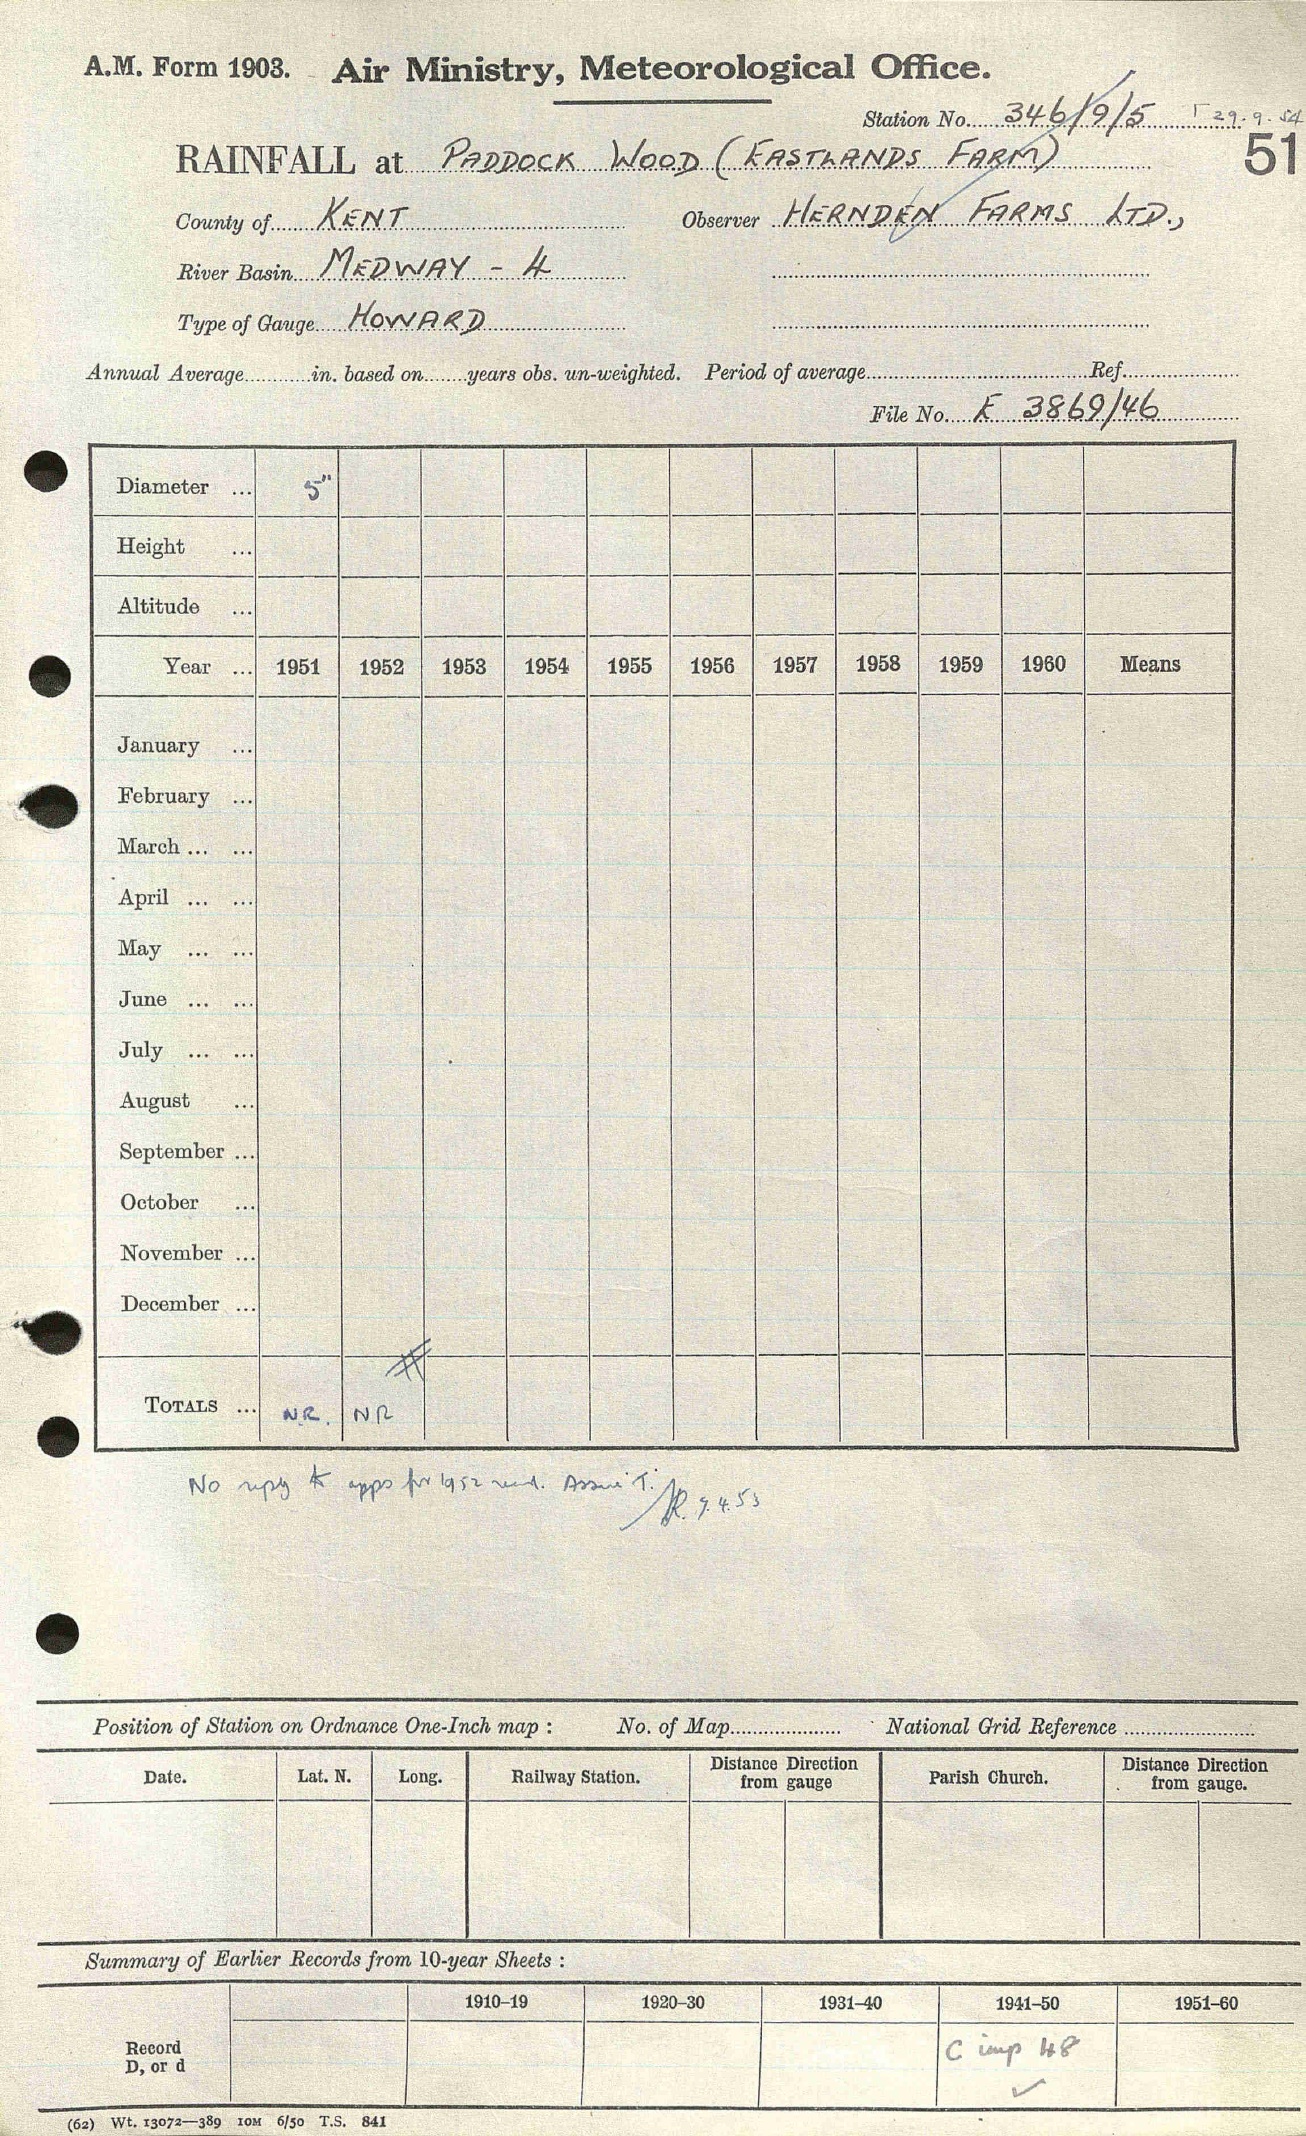 A.M. Form 1903. Air Ministry, Meteorological Office.
Station No. 346/9/5 T 29.9.54
51
RAINFALL at PADDOCK WOOD (EASTLANDS FARM)
County of KENT Observer HERNDEN FARMS LTD.,
River Basin MEDWAY - 4
Type of Gauge HOWARD
Annual Average in. based on years obs. un-weighted. Period of average Ref.
File No. E 3869/46
Diameter ... 5"
Height ...
Altitude ...
Year ... 1951 1952 1953 1954 1955 1956 1957 1958 1959 1960 Means
January ...
February ...
March ... ...
April ... ...
May ... ...
June ... ...
July ... ...
August ...
September ...
October ...
November ...
December ...
TOTALS ... N.R. NR
No reply to apps for 1952 Assume 'T'. 9.4.53
Position of Station on Ordnance One-Inch map : No. of Map National Grid Reference
Date. Lat. N. Long. Railway Station. Distance Direction from gauge Parish Church. Distance Direction from gauge.
Summary of Earlier Records from 10-year Sheets :
1910–19 1920–30 1931–40 1941–50 1951–60
Record D, or d C imp 48 ✓
(62) Wt. 13072—389 10M 6/50 T.S. 841